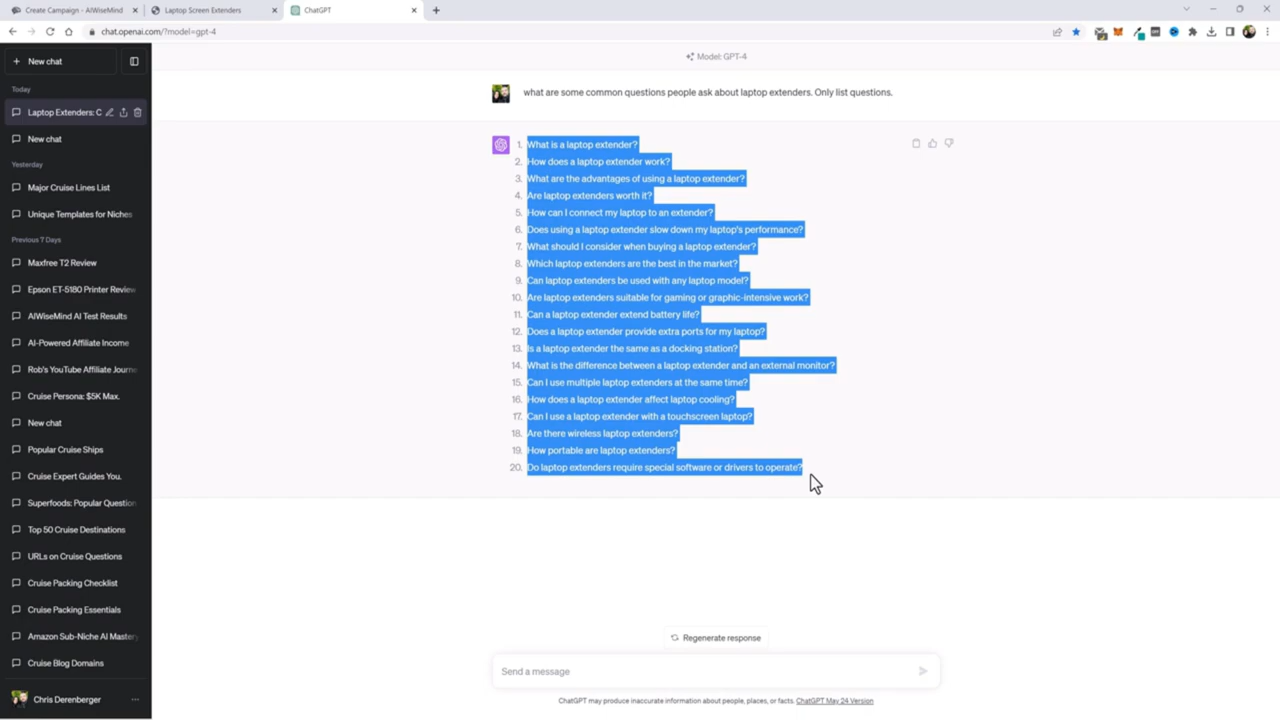 Create Campaign - AIWiseMind
Laptop Screen Extenders
ChatGPT
chat.openai.com/?model=gpt-4
New chat
Model: GPT-4
Today
Laptop Extenders: C
New chat
Yesterday
Major Cruise Lines List
Unique Templates for Niches
Previous 7 Days
Maxfree T2 Review
Epson ET-5180 Printer Review
AIWiseMind AI Test Results
AI-Powered Affiliate Income
Rob's YouTube Affiliate Journ
Cruise Persona: $5K Max.
New chat
Popular Cruise Ships
Cruise Expert Guides You.
Superfoods: Popular Question
Top 50 Cruise Destinations
URLs on Cruise Questions
Cruise Packing Checklist
Cruise Packing Essentials
Amazon Sub-Niche AI Mastery
Cruise Blog Domains
Chris Derenberger
what are some common questions people ask about laptop extenders. Only list questions.
1. What is a laptop extender?
2. How does a laptop extender work?
3. What are the advantages of using a laptop extender?
4. Are laptop extenders worth it?
5. How can I connect my laptop to an extender?
6. Does using a laptop extender slow down my laptop's performance?
7. What should I consider when buying a laptop extender?
8. Which laptop extenders are the best in the market?
9. Can laptop extenders be used with any laptop model?
10. Are laptop extenders suitable for gaming or graphic-intensive work?
11. Can a laptop extender extend battery life?
12. Does a laptop extender provide extra ports for my laptop?
13. Is a laptop extender the same as a docking station?
14. What is the difference between a laptop extender and an external monitor?
15. Can I use multiple laptop extenders at the same time?
16. How does a laptop extender affect laptop cooling?
17. Can I use a laptop extender with a touchscreen laptop?
18. Are there wireless laptop extenders?
19. How portable are laptop extenders?
20. Do laptop extenders require special software or drivers to operate?
Regenerate response
Send a message
ChatGPT may produce inaccurate information about people, places, or facts. ChatGPT May 24 Version